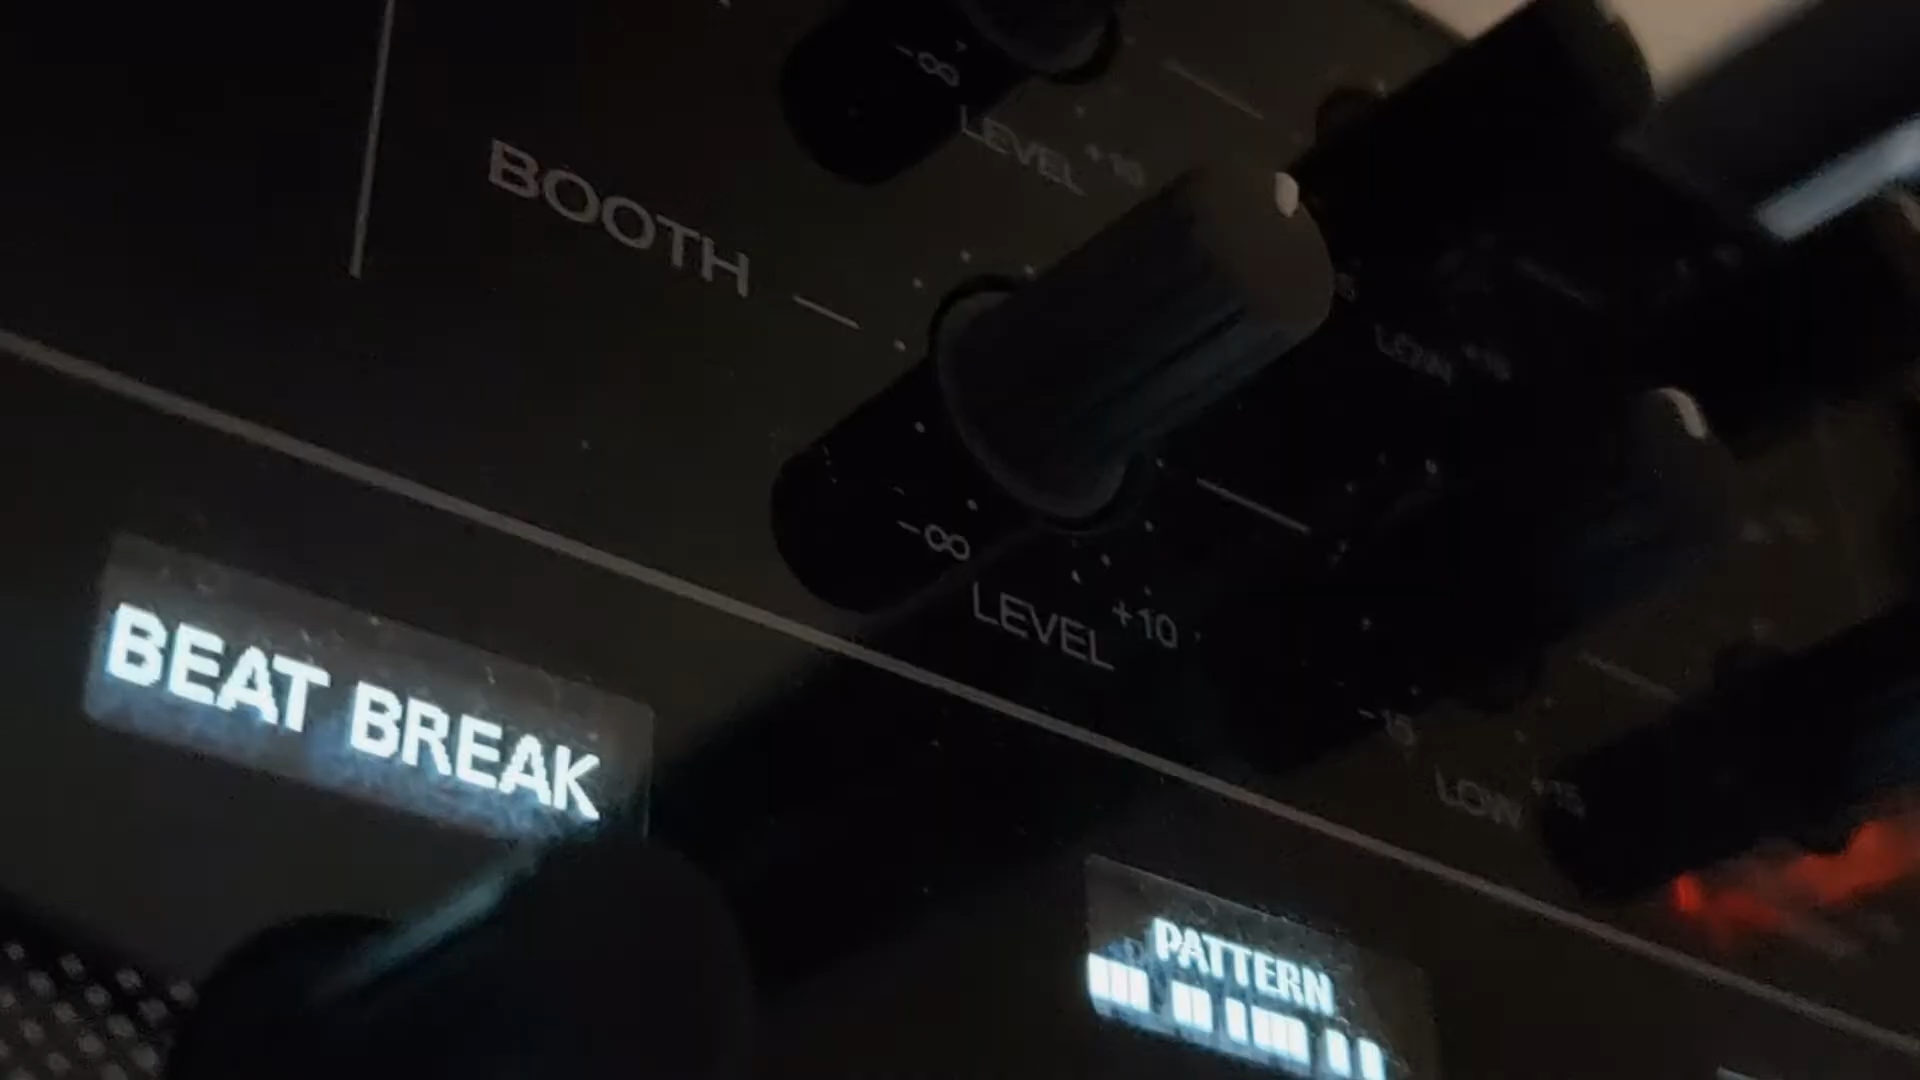 -∞
LEVEL +10
BOOTH
LOW +15
-∞
LEVEL +10
-15
LOW +15
BEAT BREAK
PATTERN